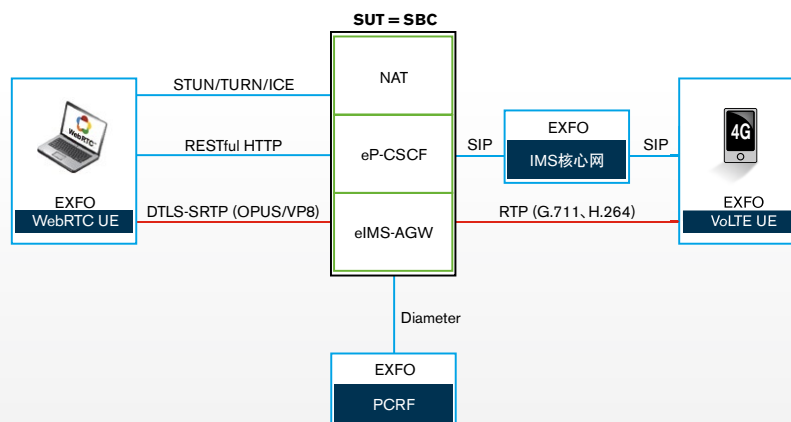 SUT = SBC
STUN/TURN/ICE
NAT
WebRTC
RESTful HTTP
eP-CSCF
SIP
EXFO
IMS核心网
SIP
4G
EXFO
WebRTC UE
DTLS-SRTP (OPUS/VP8)
eIMS-AGW
RTP (G.711、H.264)
EXFO
VoLTE UE
Diameter
EXFO
PCRF